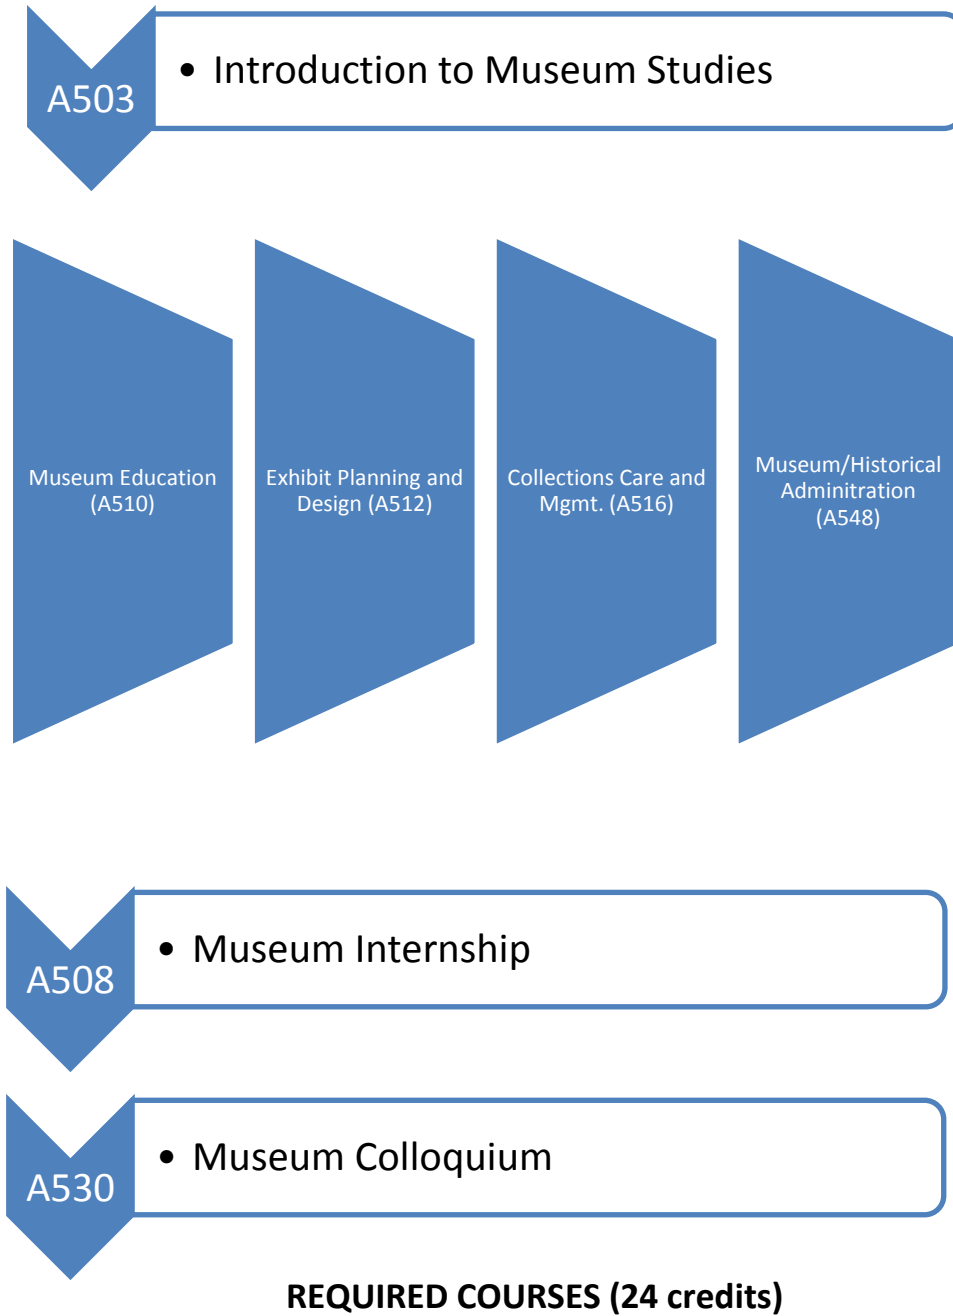 A503
• Introduction to Museum Studies
Museum Education
(A510)
Exhibit Planning and
Design (A512)
Collections Care and
Mgmt. (A516)
Museum/Historical
Adminitration
(A548)
A508
• Museum Internship
A530
• Museum Colloquium
REQUIRED COURSES (24 credits)